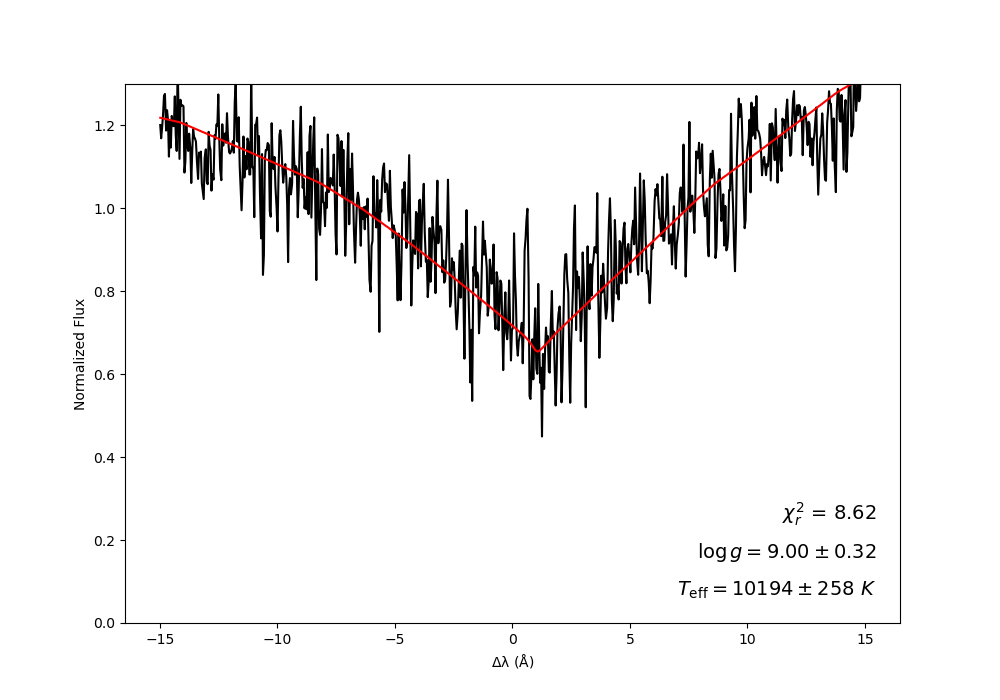 1.2
1.0
0.8
0.6
0.4
0.2
0.0
Normalized Flux
χ²ᵣ = 8.62
log g = 9.00 ± 0.32
T_eff = 10194 ± 258 K
−15 −10 −5 0 5 10 15
Δλ (Å)